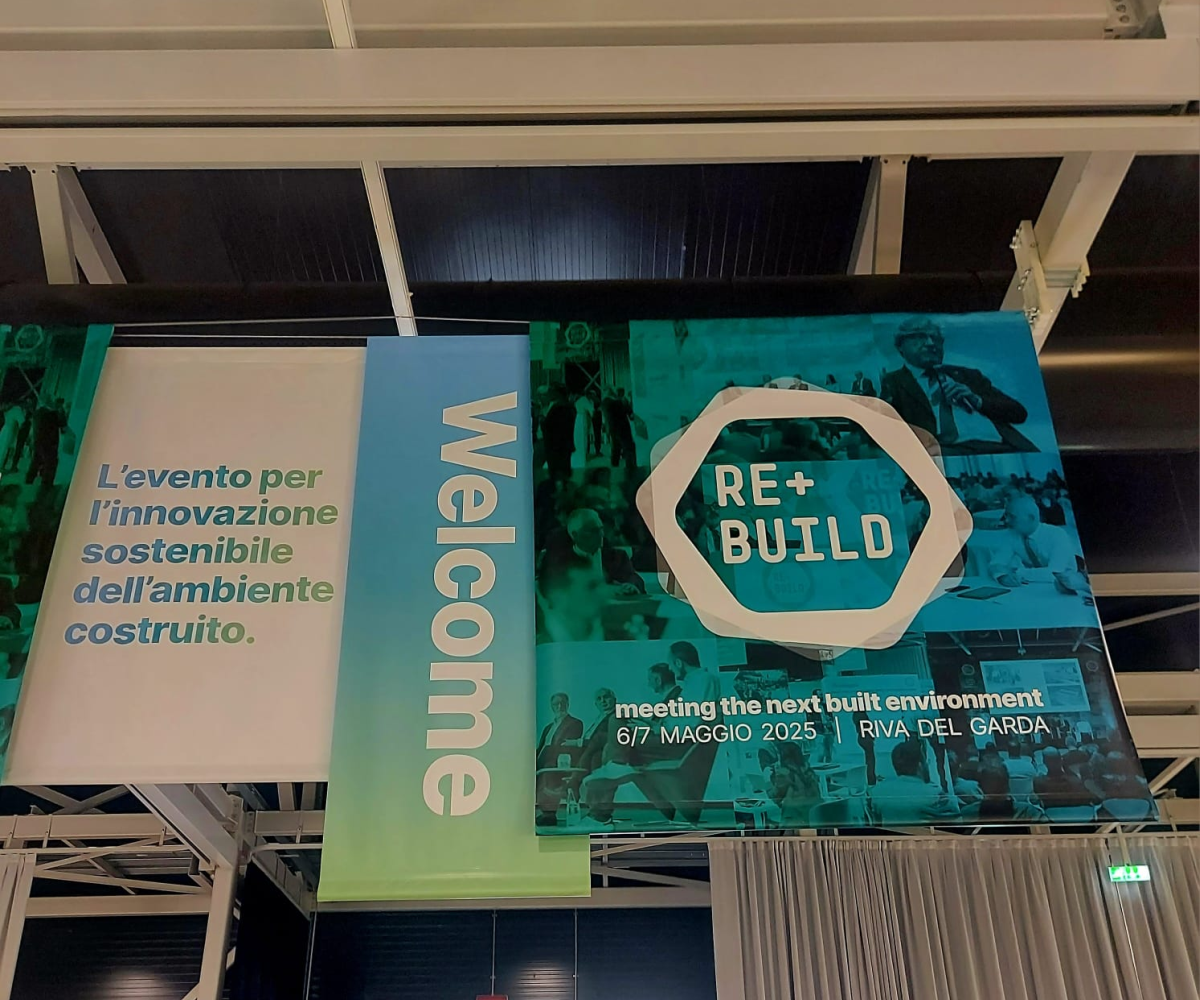 L'evento per
l'innovazione
sostenibile
dell'ambiente
costruito.
Welcome
RE+
BUILD
meeting the next built environment
6/7 MAGGIO 2025 | RIVA DEL GARDA